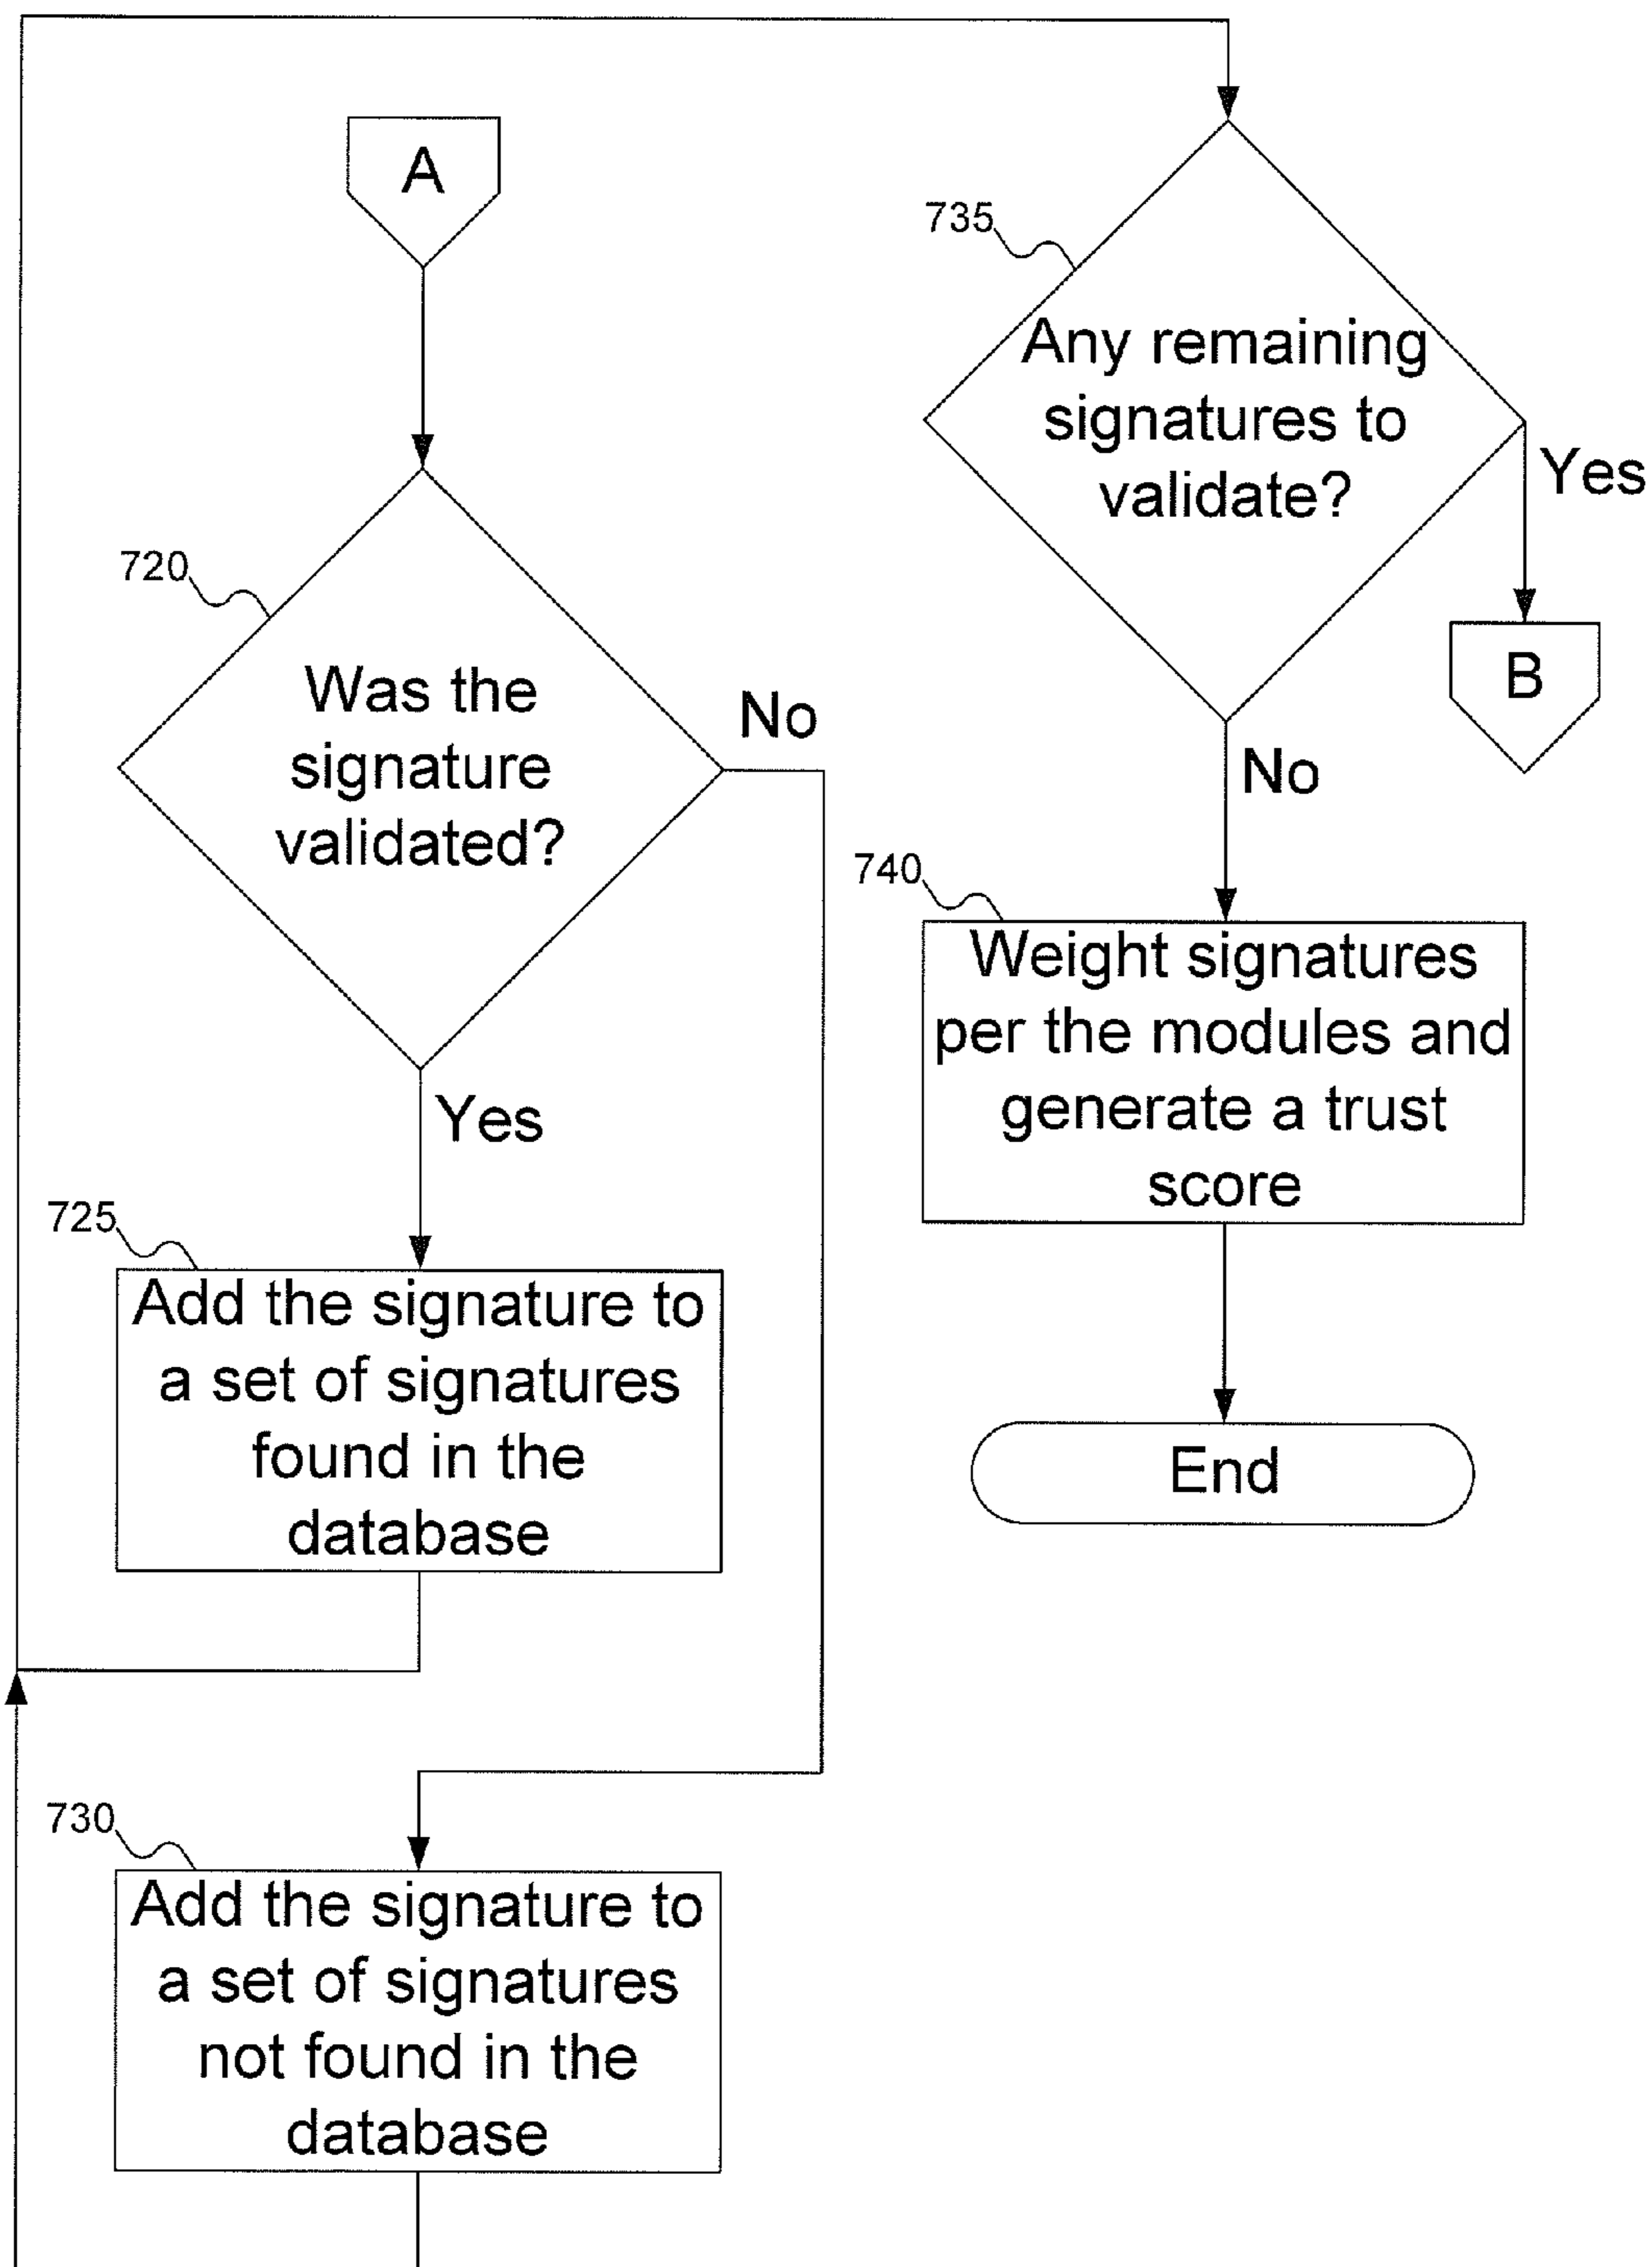 A
720
Was the
signature
validated?
No
Yes
725
Add the signature to
a set of signatures
found in the
database
730
Add the signature to
a set of signatures
not found in the
database
735
Any remaining
signatures to
validate?
Yes
B
No
740
Weight signatures
per the modules and
generate a trust
score
End